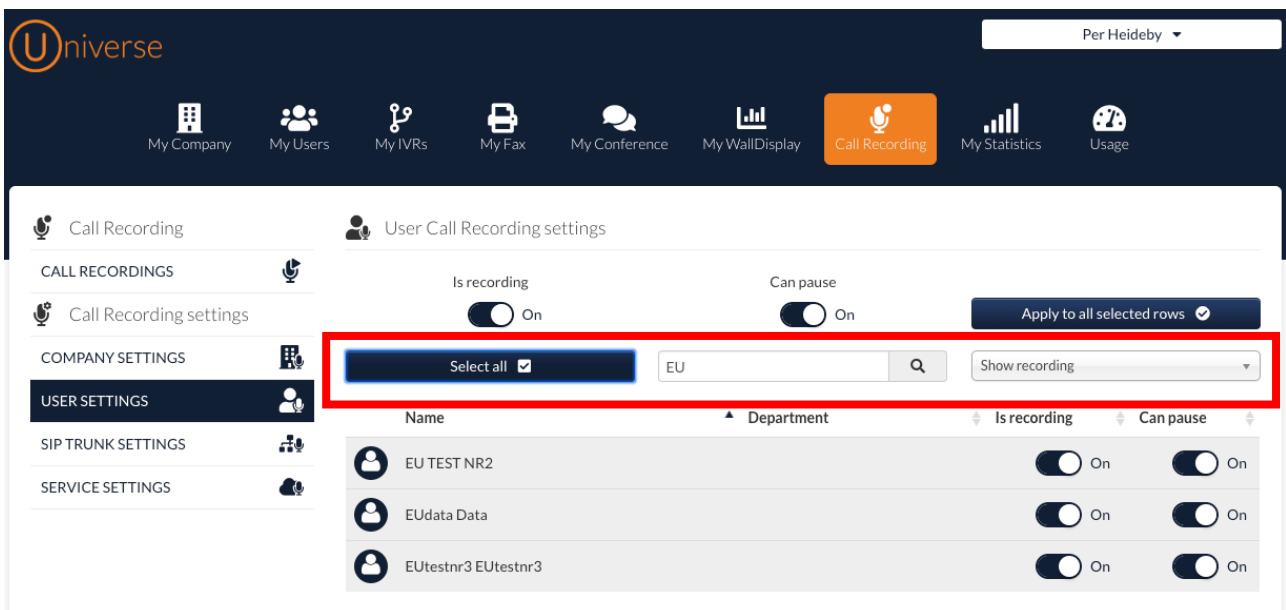 Universe
Per Heideby
My Company My Users My IVRs My Fax My Conference My WallDisplay Call Recording My Statistics Usage
Call Recording
User Call Recording settings
CALL RECORDINGS
Is recording Can pause
Call Recording settings
On On Apply to all selected rows
COMPANY SETTINGS
Select all EU Show recording
USER SETTINGS
Name Department Is recording Can pause
SIP TRUNK SETTINGS
EU TEST NR2 On On
SERVICE SETTINGS
EUdata Data On On
EUtestnr3 EUtestnr3 On On